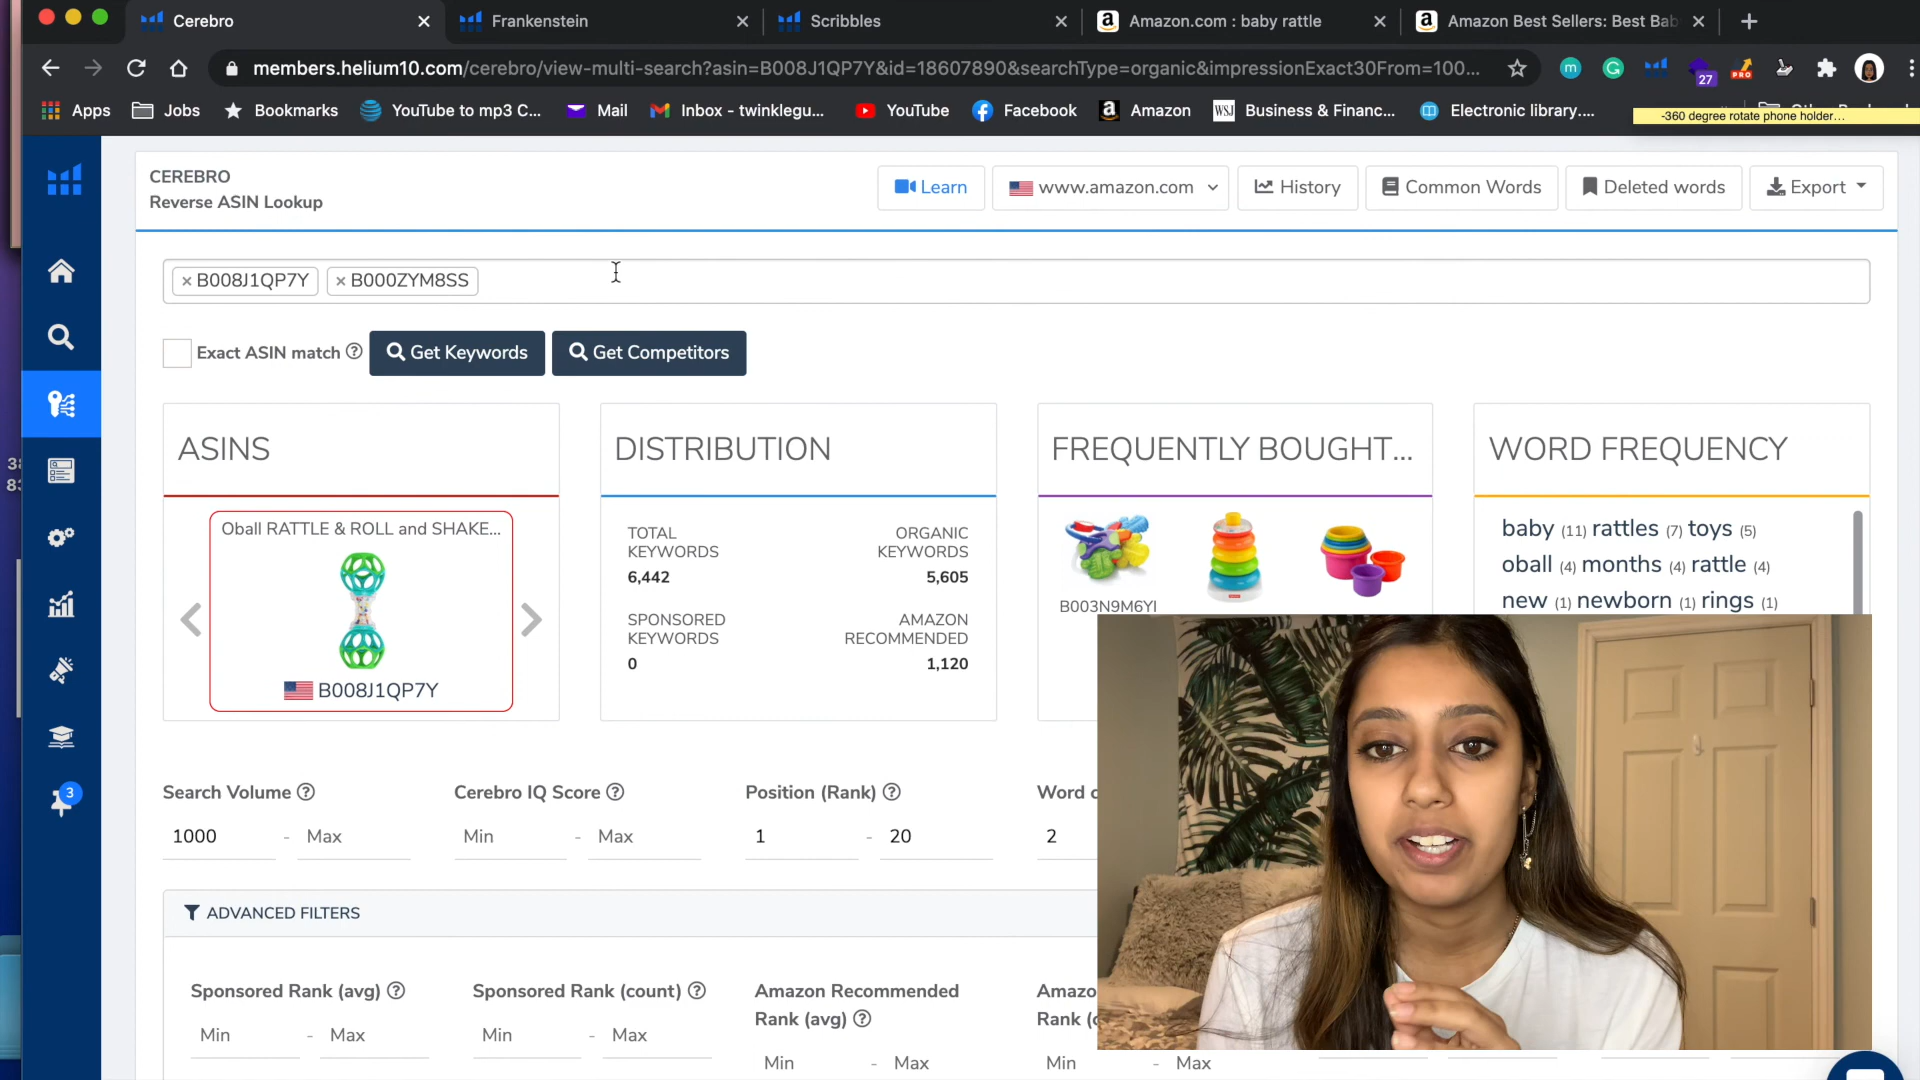 Cerebro
Frankenstein
Scribbles
Amazon.com : baby rattle
Amazon Best Sellers: Best Bab
members.helium10.com/cerebro/view-multi-search?asin=B008J1QP7Y&id=18607890&searchType=organic&impressionExact30From=100...
27
PRO
Apps
Jobs
Bookmarks
YouTube to mp3 C...
Mail
Inbox - twinklegu...
YouTube
Facebook
Amazon
WSJ
Business & Financ...
Electronic library....
-360 degree rotate phone holder...
CEREBRO
Reverse ASIN Lookup
Learn
www.amazon.com
History
Common Words
Deleted words
Export
× B008J1QP7Y
× B000ZYM8SS
Exact ASIN match
Get Keywords
Get Competitors
ASINS
Oball RATTLE & ROLL and SHAKE...
B008J1QP7Y
DISTRIBUTION
TOTAL KEYWORDS
6,442
ORGANIC KEYWORDS
5,605
SPONSORED KEYWORDS
0
AMAZON RECOMMENDED
1,120
FREQUENTLY BOUGHT...
B003N9M6YI
WORD FREQUENCY
baby (11) rattles (7) toys (5)
oball (4) months (4) rattle (4)
new (1) newborn (1) rings (1)
3
Search Volume
1000 - Max
Cerebro IQ Score
Min - Max
Position (Rank)
1 - 20
Word c
2
ADVANCED FILTERS
Sponsored Rank (avg)
Min - Max
Sponsored Rank (count)
Min - Max
Amazon Recommended
Rank (avg)
Min - Max
Amazo
Rank (c
Min - Max